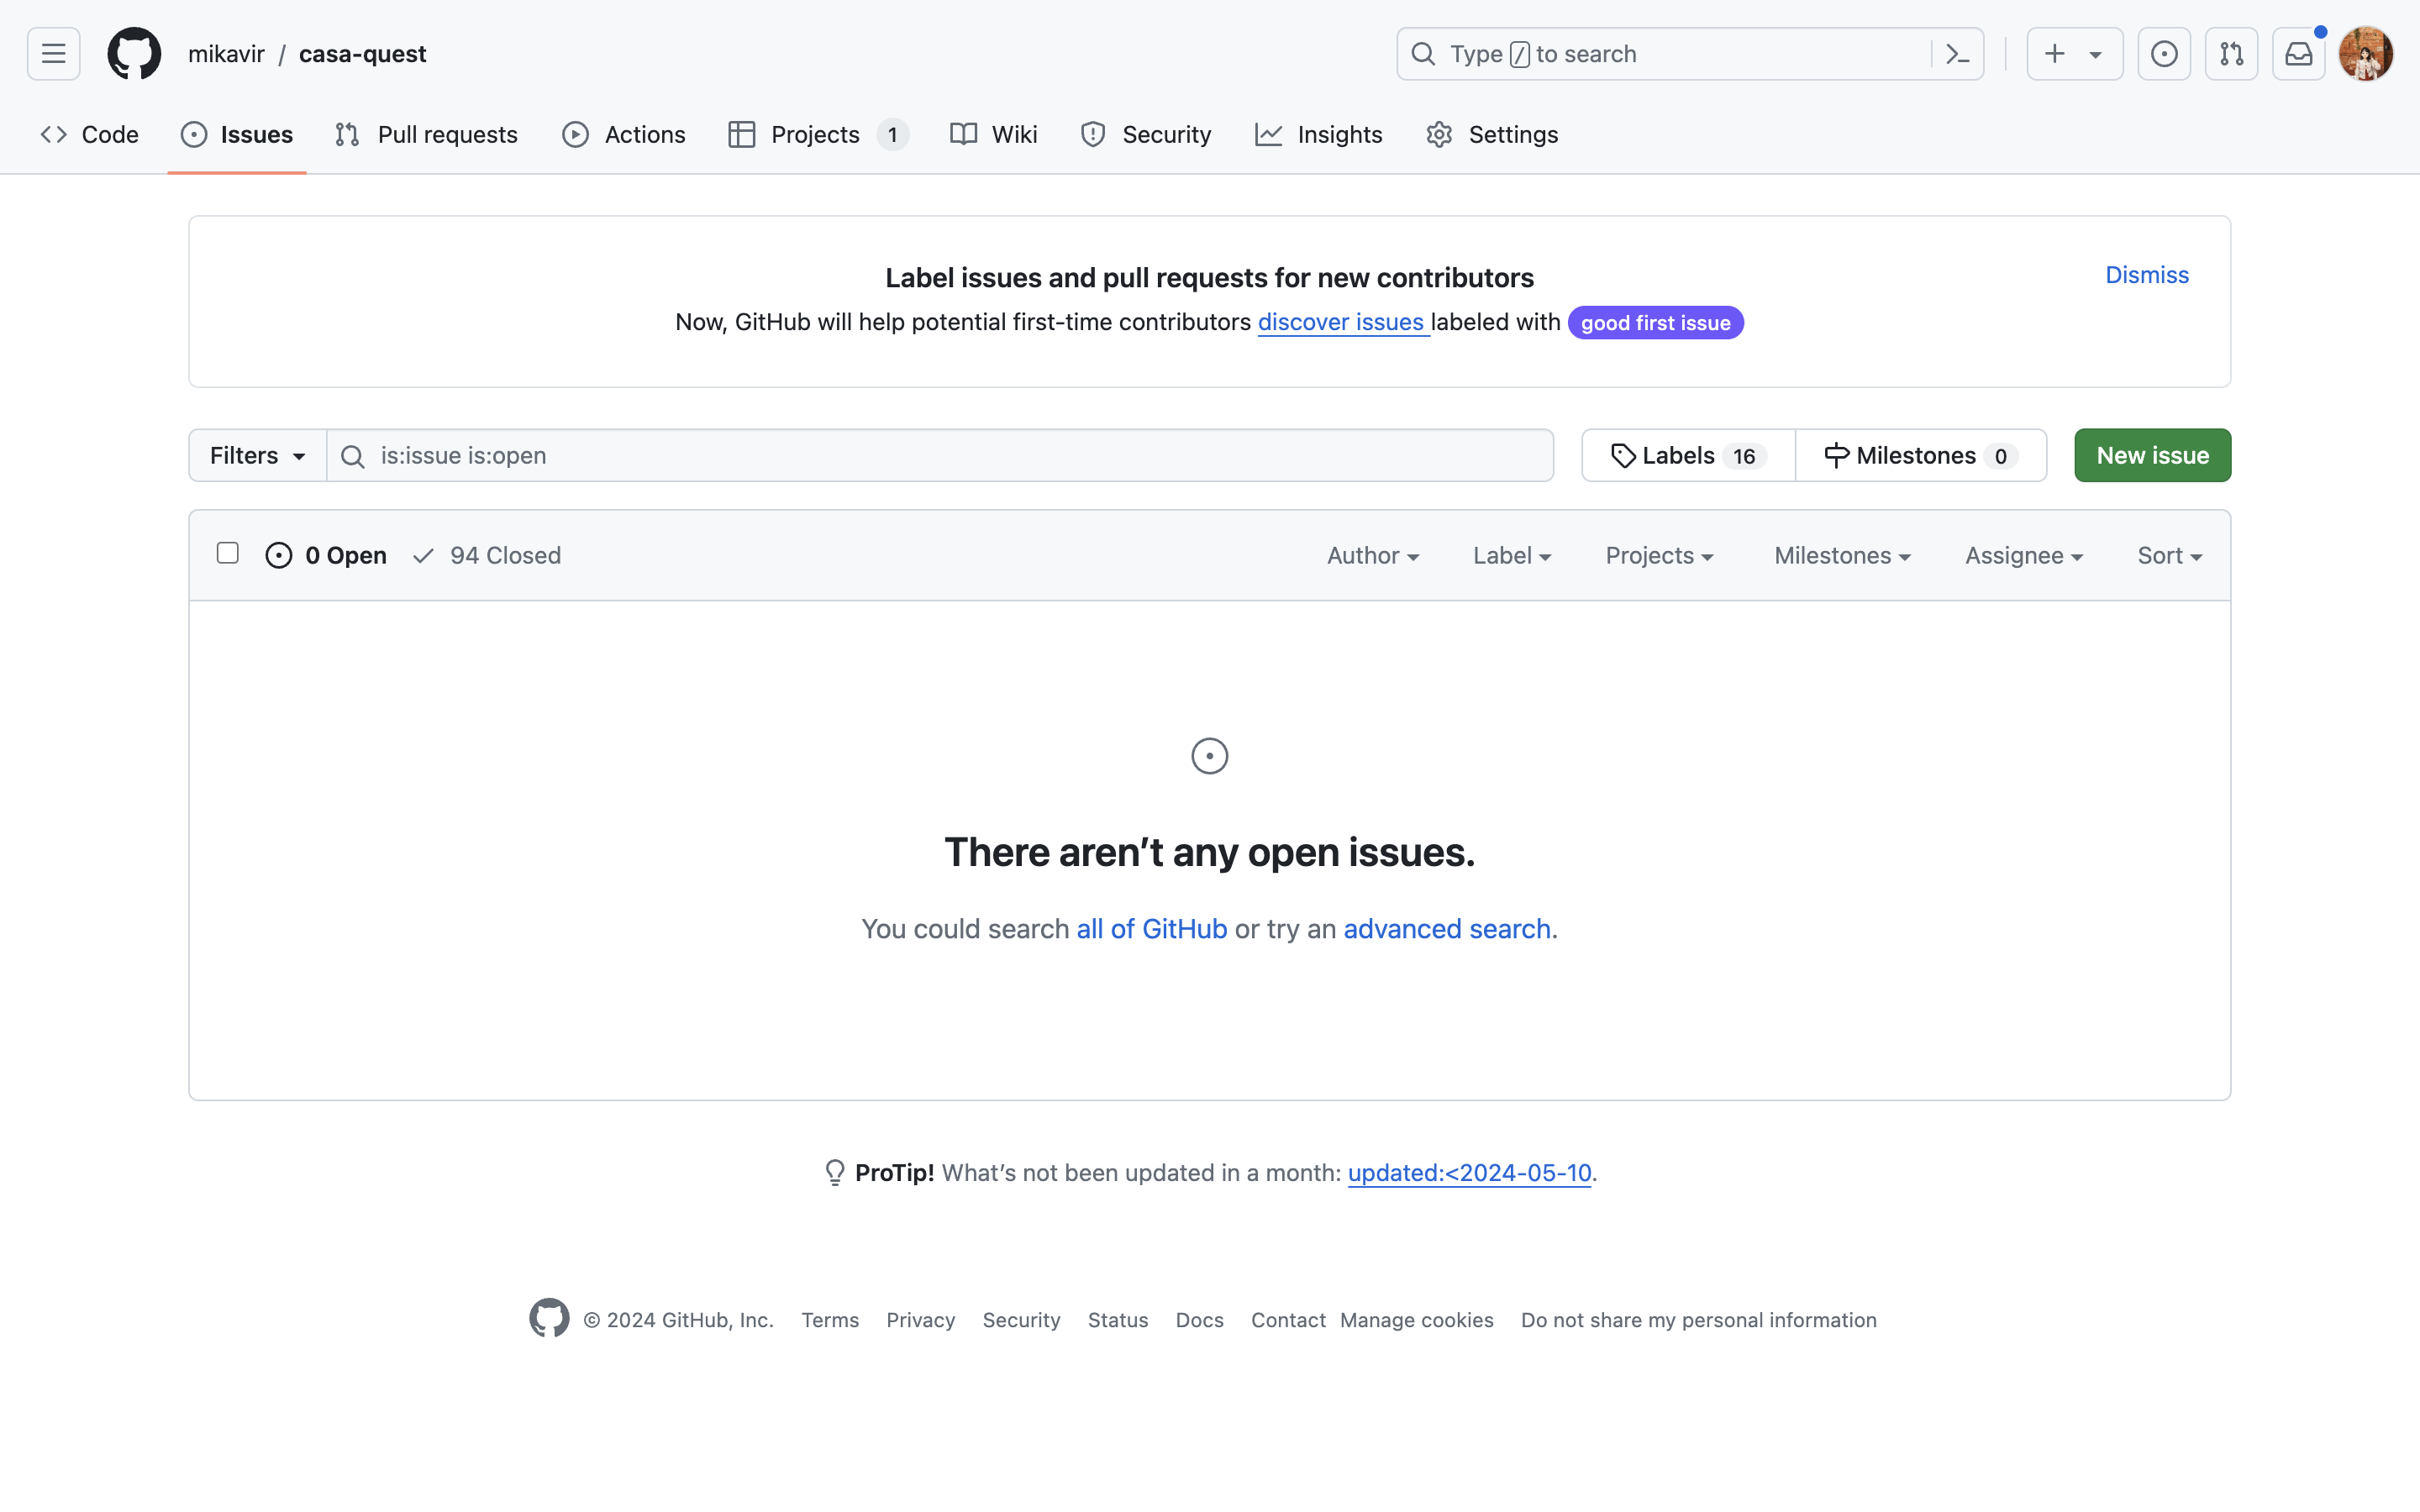 mikavir / casa-quest
Type / to search
Code Issues Pull requests Actions Projects 1 Wiki Security Insights Settings
Label issues and pull requests for new contributors
Dismiss
Now, GitHub will help potential first-time contributors discover issues labeled with good first issue
Filters is:issue is:open Labels 16 Milestones 0 New issue
0 Open 94 Closed Author Label Projects Milestones Assignee Sort
There aren’t any open issues.
You could search all of GitHub or try an advanced search.
ProTip! What’s not been updated in a month: updated:<2024-05-10.
© 2024 GitHub, Inc. Terms Privacy Security Status Docs Contact Manage cookies Do not share my personal information